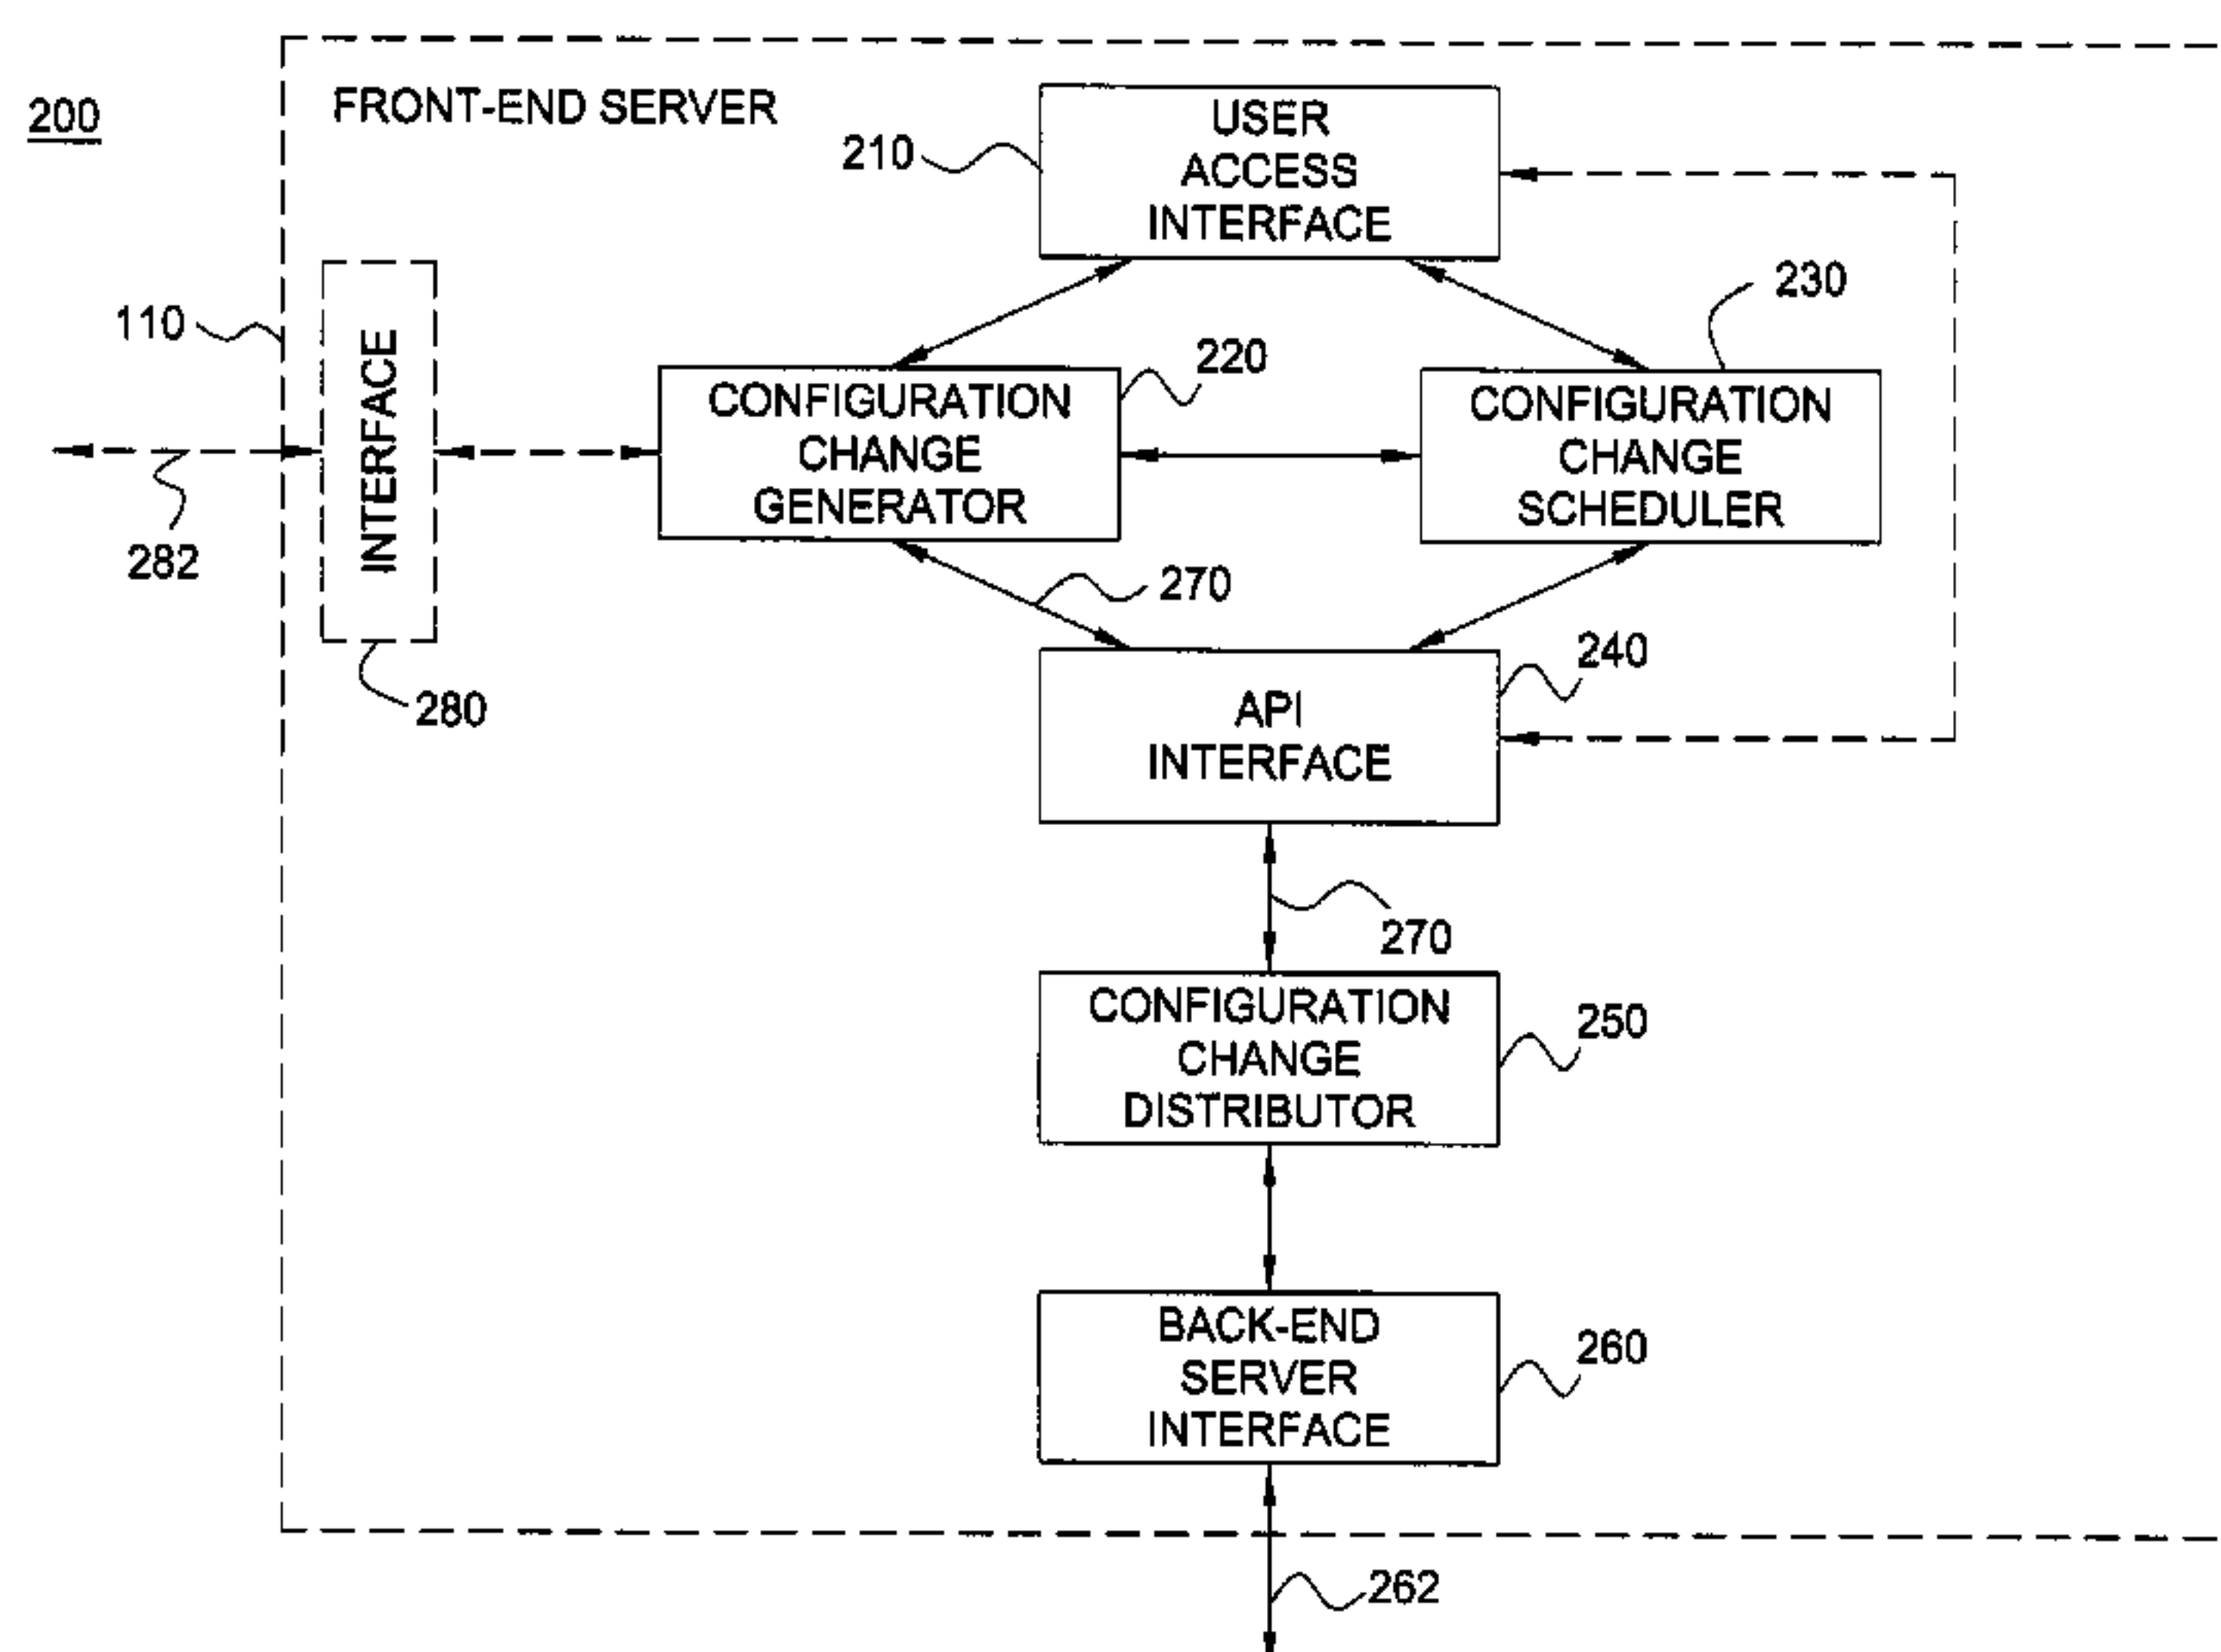 200
FRONT-END SERVER
USER
ACCESS
INTERFACE
210
230
110
INTERFACE
220
CONFIGURATION
CHANGE
GENERATOR
CONFIGURATION
CHANGE
SCHEDULER
282
270
280
240
API
INTERFACE
270
CONFIGURATION
CHANGE
DISTRIBUTOR
250
BACK-END
SERVER
INTERFACE
260
262